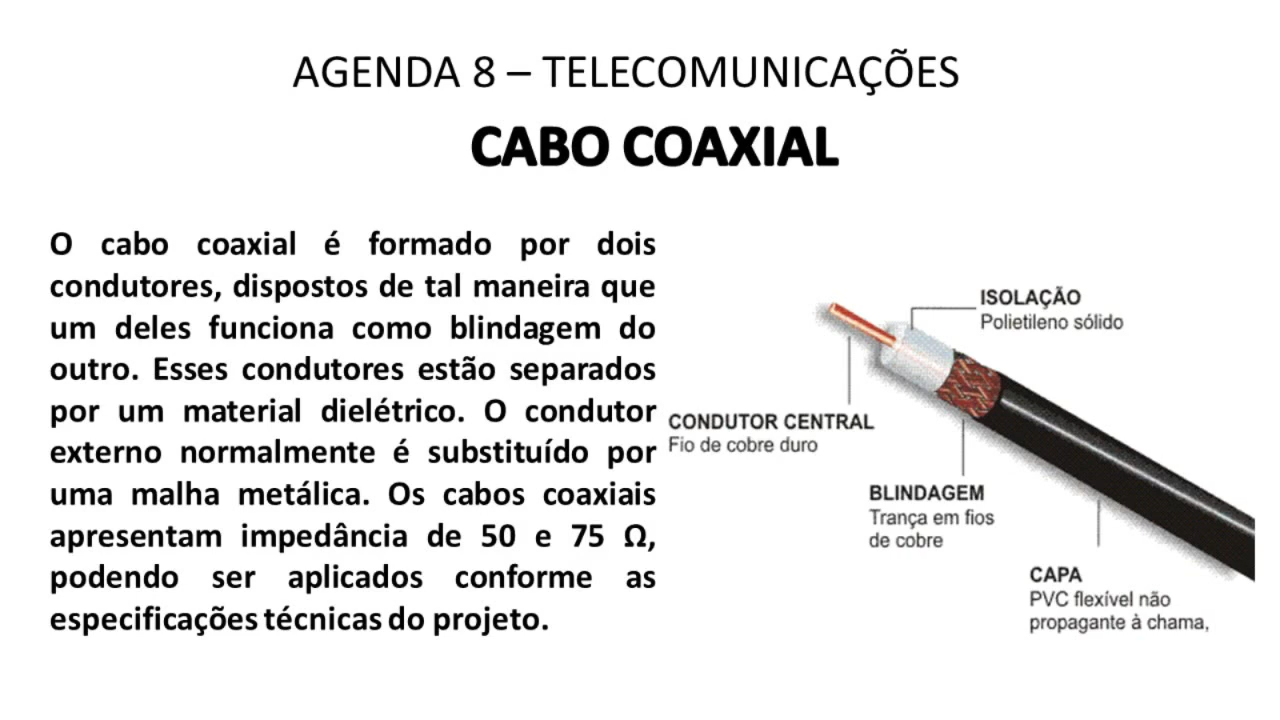 AGENDA 8 – TELECOMUNICAÇÕES
CABO COAXIAL
O cabo coaxial é formado por dois
condutores, dispostos de tal maneira que
um deles funciona como blindagem do
outro. Esses condutores estão separados
por um material dielétrico. O condutor
externo normalmente é substituído por
uma malha metálica. Os cabos coaxiais
apresentam impedância de 50 e 75 Ω,
podendo ser aplicados conforme as
especificações técnicas do projeto.
ISOLAÇÃO
Polietileno sólido
CONDUTOR CENTRAL
Fio de cobre duro
BLINDAGEM
Trança em fios
de cobre
CAPA
PVC flexível não
propagante à chama,